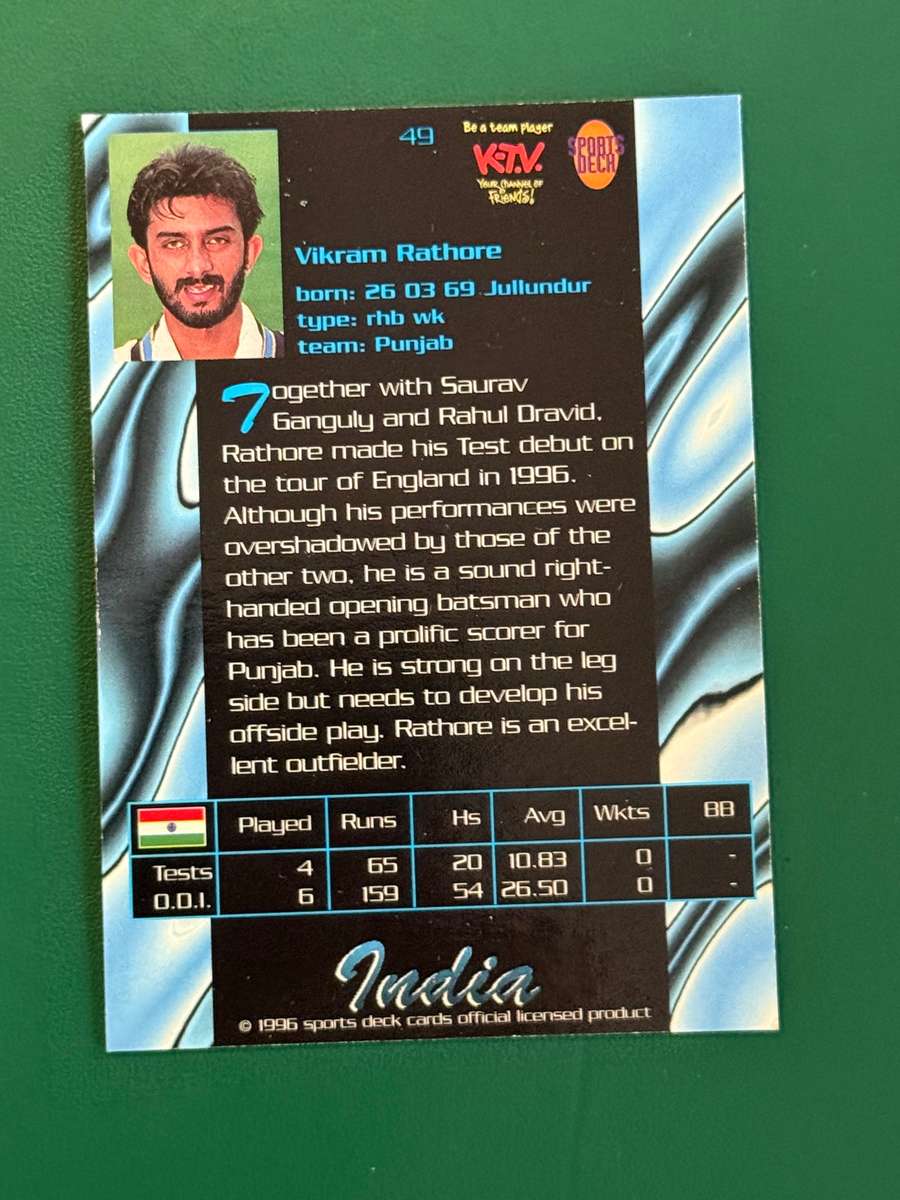 49
Be a team player
K-T.V.
Your channel of
Friends!
SPORTS
DECK
Vikram Rathore
born: 26 03 69 Jullundur
type: rhb wk
team: Punjab
Together with Saurav
Ganguly and Rahul Dravid,
Rathore made his Test debut on
the tour of England in 1996.
Although his performances were
overshadowed by those of the
other two, he is a sound right-
handed opening batsman who
has been a prolific scorer for
Punjab. He is strong on the leg
side but needs to develop his
offside play. Rathore is an excel-
lent outfielder.
Played Runs Hs Avg Wkts BB
Tests 4 65 20 10.83 0 -
O.D.I. 6 159 54 26.50 0 -
India
© 1996 sports deck cards official licensed product